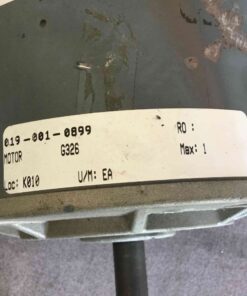 019-001-0899 RO :
MOTOR G326 Max: 1
Loc: K010 U/M: EA